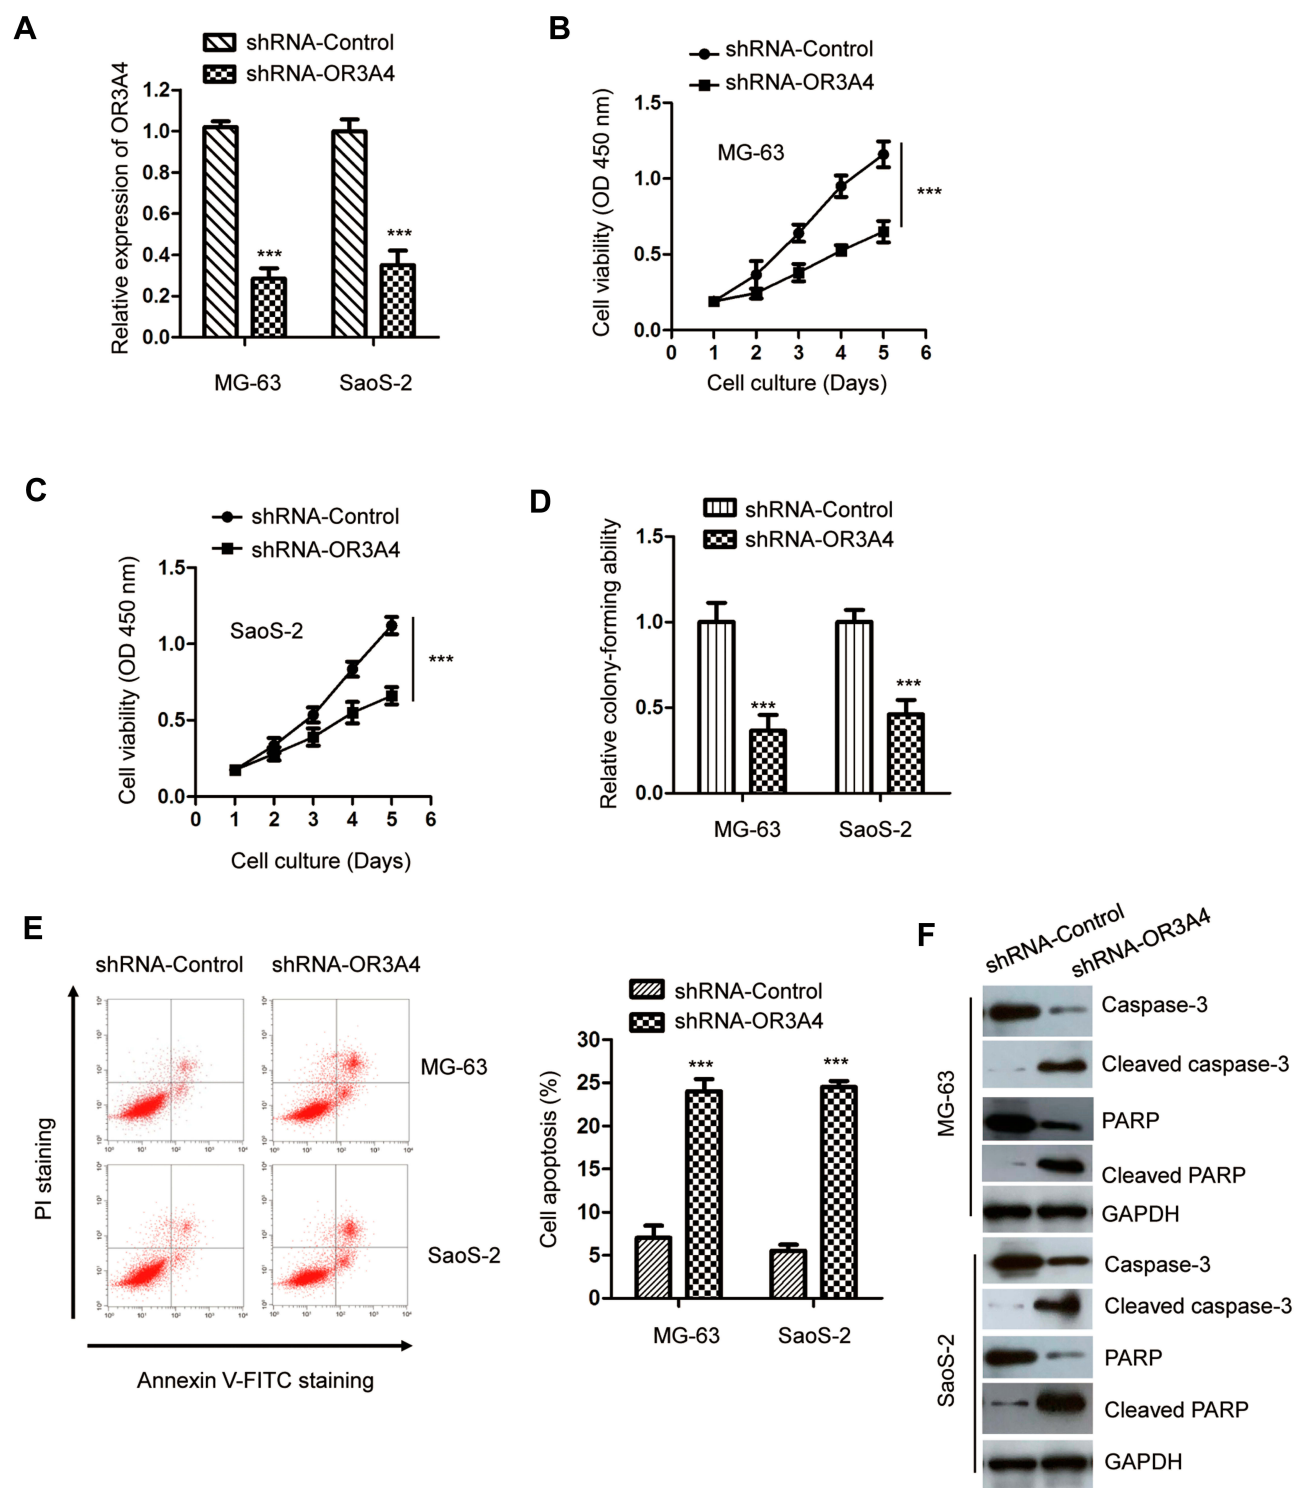 A
shRNA-Control
shRNA-OR3A4
Relative expression of OR3A4
1.2
1.0
0.8
0.6
0.4
0.2
0.0
***
***
MG-63
SaoS-2
B
shRNA-Control
shRNA-OR3A4
Cell viability (OD 450 nm)
1.5
1.0
0.5
0.0
MG-63
***
0 1 2 3 4 5 6
Cell culture (Days)
C
shRNA-Control
shRNA-OR3A4
Cell viability (OD 450 nm)
1.5
1.0
0.5
0.0
SaoS-2
***
0 1 2 3 4 5 6
Cell culture (Days)
D
shRNA-Control
shRNA-OR3A4
Relative colony-forming ability
1.5
1.0
0.5
0.0
***
***
MG-63
SaoS-2
E
shRNA-Control
shRNA-OR3A4
MG-63
SaoS-2
PI staining
Annexin V-FITC staining
shRNA-Control
shRNA-OR3A4
Cell apoptosis (%)
30
25
20
15
10
5
0
***
***
MG-63
SaoS-2
F
shRNA-Control
shRNA-OR3A4
MG-63
Caspase-3
Cleaved caspase-3
PARP
Cleaved PARP
GAPDH
SaoS-2
Caspase-3
Cleaved caspase-3
PARP
Cleaved PARP
GAPDH